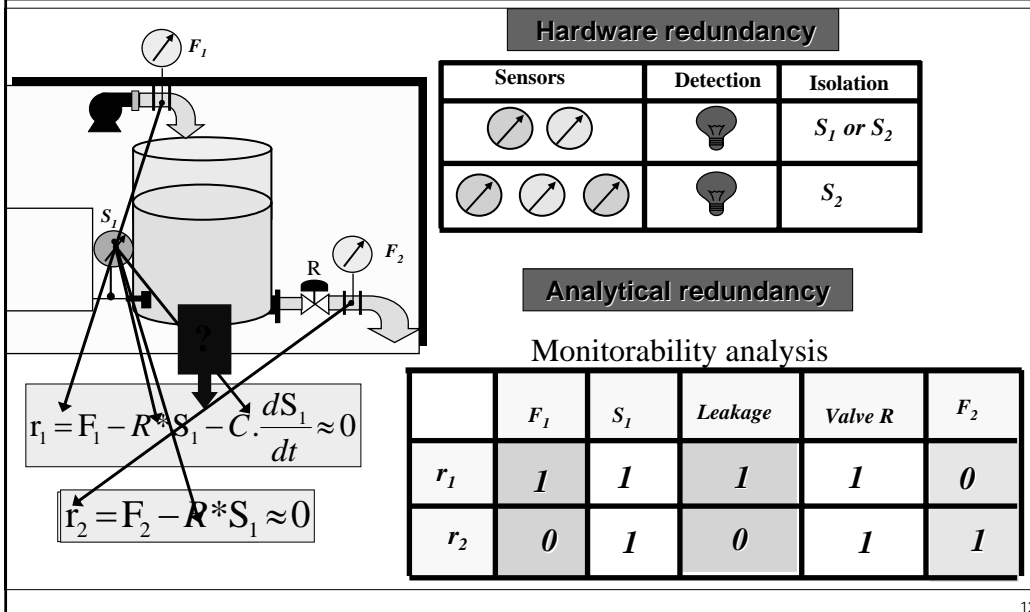 Hardware redundancy
Sensors Detection Isolation
S1 or S2
S2
F1
S1
R
F2
?
r1 = F1 − R*S1 − C. dS1/dt ≈ 0
r2 = F2 − R*S1 ≈ 0
Analytical redundancy
Monitorability analysis
F1 S1 Leakage Valve R F2
r1 1 1 1 1 0
r2 0 1 0 1 1